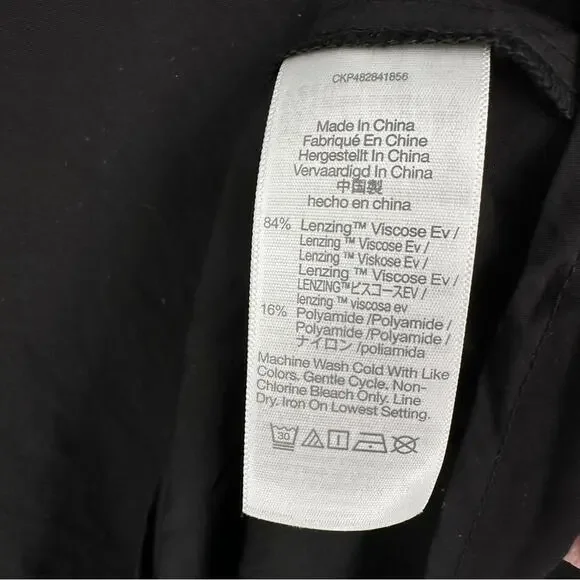 CKP482841856
Made In China
Fabriqué En Chine
Hergestellt In China
Vervaardigd In China
中国製
hecho en china
84% Lenzing™ Viscose Ev /
Lenzing ™ Viscose Ev /
Lenzing ™ Viskose Ev /
Lenzing ™ Viscose Ev /
LENZING™ビスコースEV /
lenzing ™ viscosa ev
16% Polyamide /Polyamide /
Polyamide /Polyamide /
ナイロン /poliamida
Machine Wash Cold With Like
Colors. Gentle Cycle. Non-
Chlorine Bleach Only. Line
Dry. Iron On Lowest Setting.
30